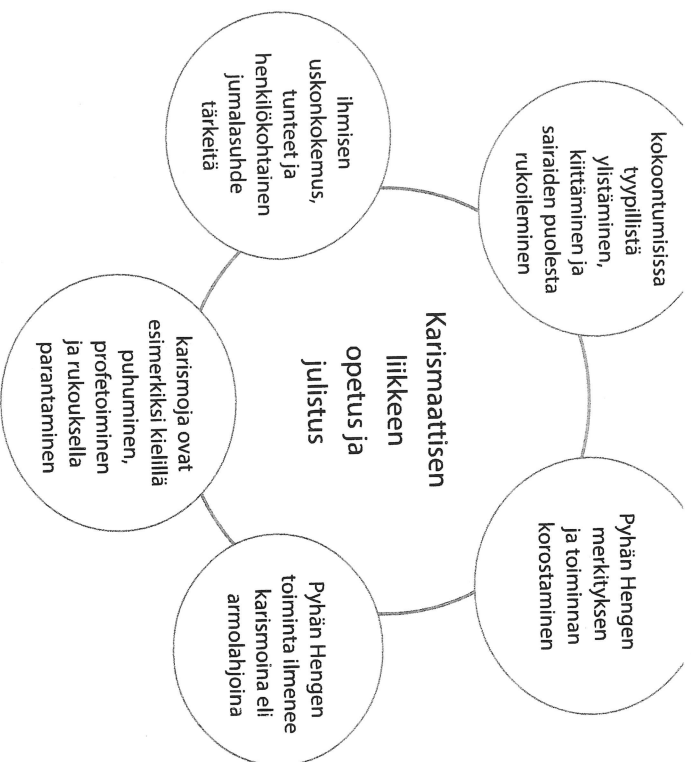 Karismaattisen
liikkeen
opetus ja
julistus
Pyhän Hengen
merkityksen
ja toiminnan
korostaminen
Pyhän Hengen
toiminta ilmenee
karismoina eli
armolahjoina
karismoja ovat
esimerkiksi kielillä
puhuminen,
profetoiminen
ja rukouksella
parantaminen
ihmisen
uskonkokemus,
tunteet ja
henkilökohtainen
jumalasuhde
tärkeitä
kokoontumisissa
tyypillistä
ylistäminen,
kiittäminen ja
sairaiden puolesta
rukoileminen